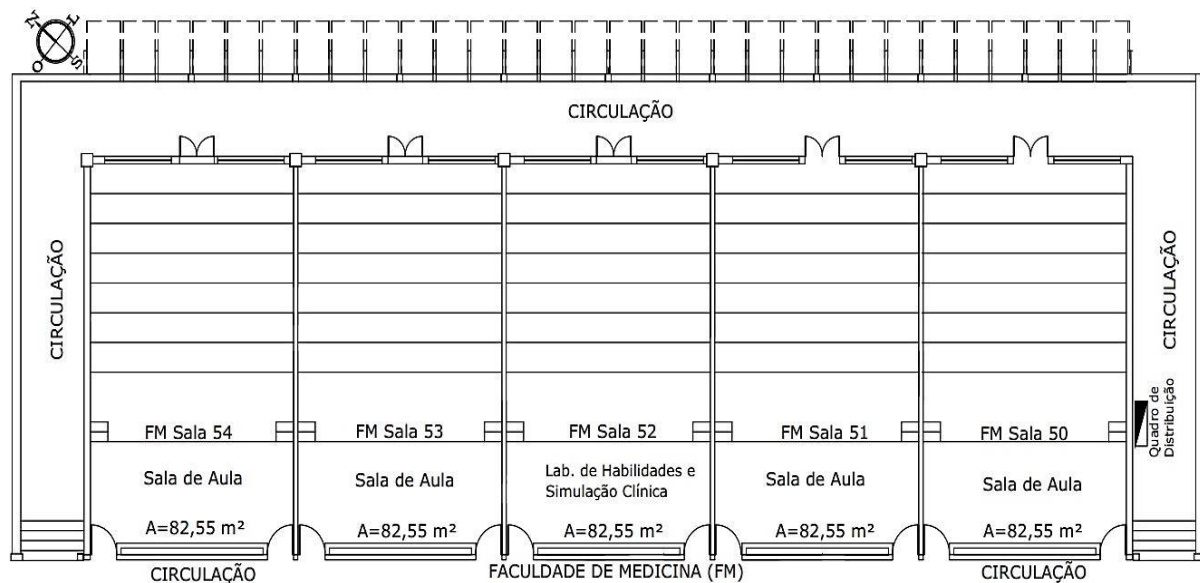 N
L
O
S
CIRCULAÇÃO
CIRCULAÇÃO
CIRCULAÇÃO
FM Sala 54
FM Sala 53
FM Sala 52
FM Sala 51
FM Sala 50
Quadro de
Distribuição
Sala de Aula
Sala de Aula
Lab. de Habilidades e
Simulação Clínica
Sala de Aula
Sala de Aula
A=82,55 m²
A=82,55 m²
A=82,55 m²
A=82,55 m²
A=82,55 m²
CIRCULAÇÃO
FACULDADE DE MEDICINA (FM)
CIRCULAÇÃO